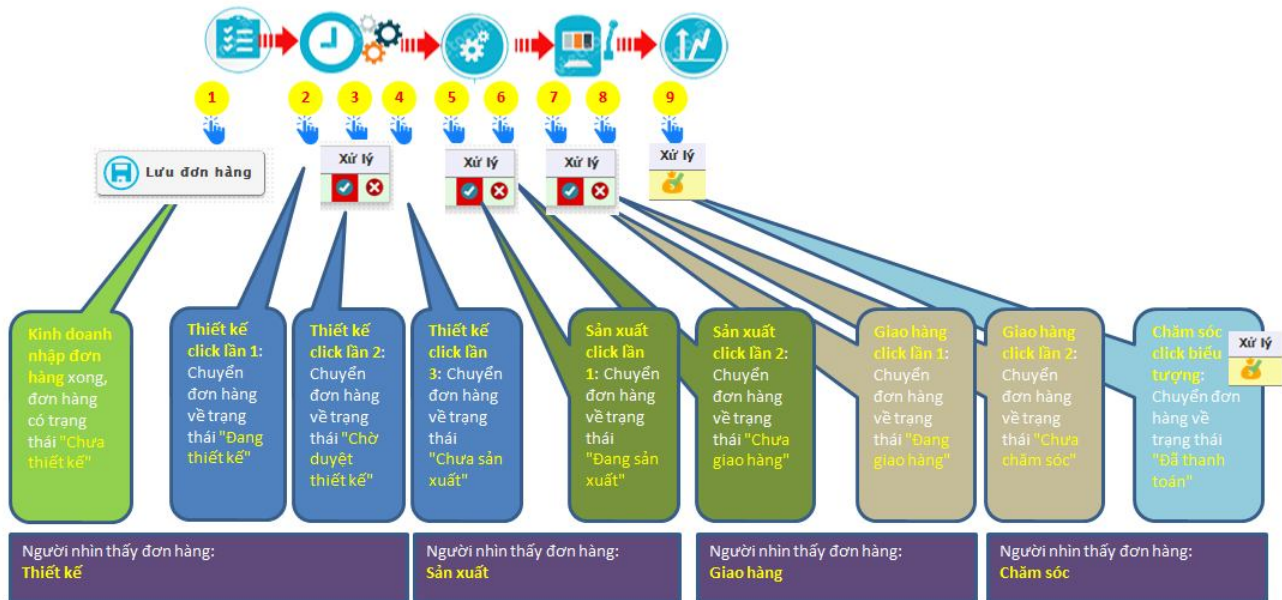 1
2
3
4
5
6
7
8
9
Lưu đơn hàng
Xử lý
Xử lý
Xử lý
Xử lý
Kinh doanh
nhập đơn
hàng xong,
đơn hàng
có trạng
thái "Chưa
thiết kế"
Thiết kế
click lần 1:
Chuyển
đơn hàng
về trạng
thái "Đang
thiết kế"
Thiết kế
click lần 2:
Chuyển
đơn hàng
về trạng
thái "Chờ
duyệt
thiết kế"
Thiết kế
click lần
3: Chuyển
đơn hàng
về trạng
thái
"Chưa sản
xuất"
Sản xuất
click lần
1: Chuyển
đơn hàng
về trạng
thái
"Đang sản
xuất"
Sản xuất
click lần 2:
Chuyển
đơn hàng
về trạng
thái "Chưa
giao hàng"
Giao hàng
click lần 1:
Chuyển
đơn hàng
về trạng
thái "Đang
giao hàng"
Giao hàng
click lần 2:
Chuyển
đơn hàng
về trạng
thái "Chưa
chăm sóc"
Chăm sóc
click biểu
tượng:
Chuyển đơn
hàng về
trạng thái
"Đã thanh
toán"
Xử lý
Người nhìn thấy đơn hàng:
Thiết kế
Người nhìn thấy đơn hàng:
Sản xuất
Người nhìn thấy đơn hàng:
Giao hàng
Người nhìn thấy đơn hàng:
Chăm sóc